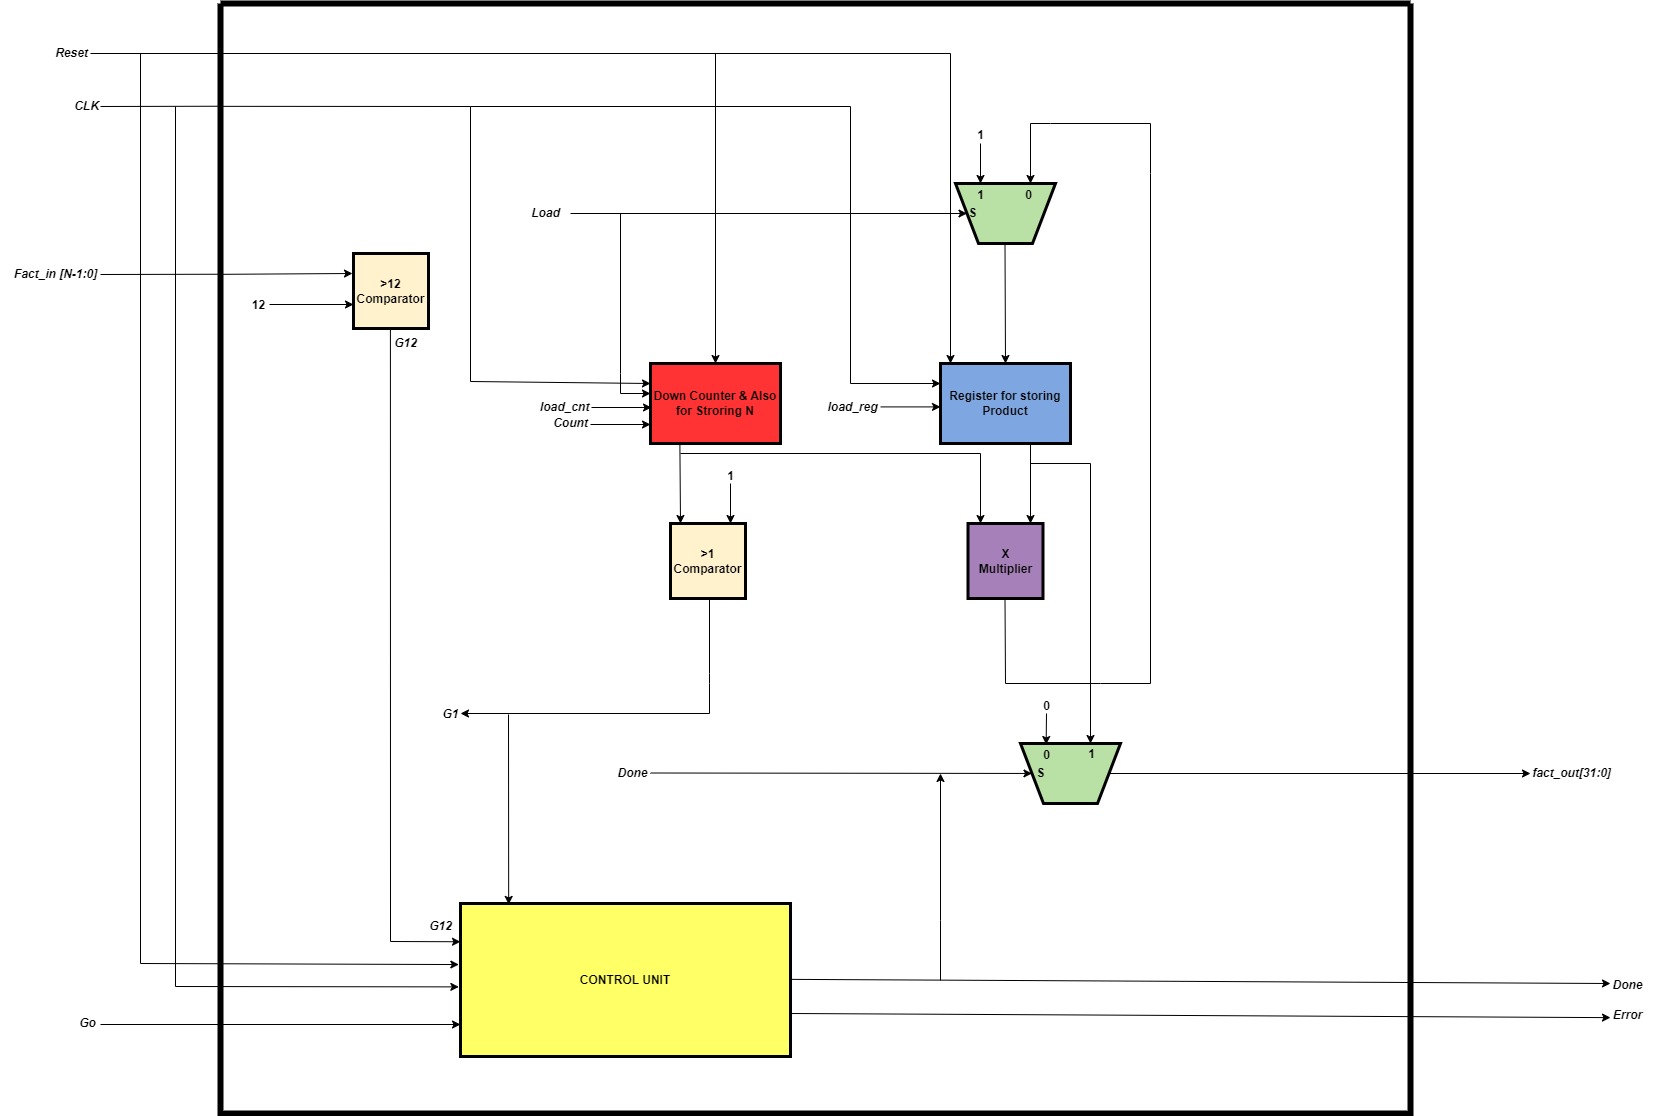 Reset
CLK
1
1 0
Load
S
Fact_in [N-1:0]
>12
Comparator
12
G12
Down Counter & Also
for Stroring N
load_cnt
Count
Register for storing
Product
load_reg
1
>1
Comparator
X
Multiplier
0
G1
0 1
Done
S
fact_out[31:0]
G12
CONTROL UNIT
Done
Error
Go